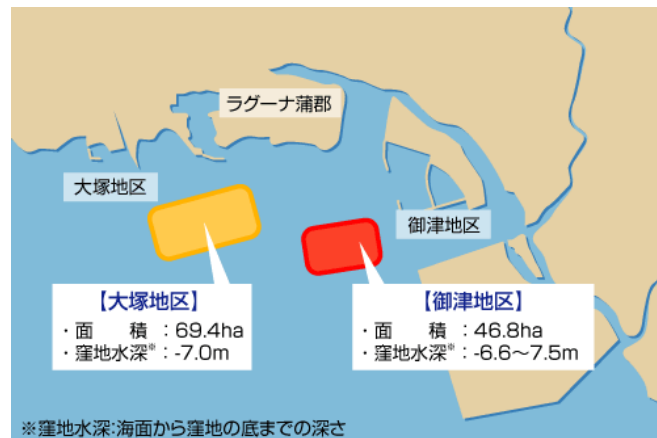 ラグーナ蒲郡
大塚地区
御津地区
【大塚地区】
・面　積：69.4ha
・窪地水深※：-7.0m
【御津地区】
・面　積：46.8ha
・窪地水深※：-6.6〜7.5m
※窪地水深:海面から窪地の底までの深さ